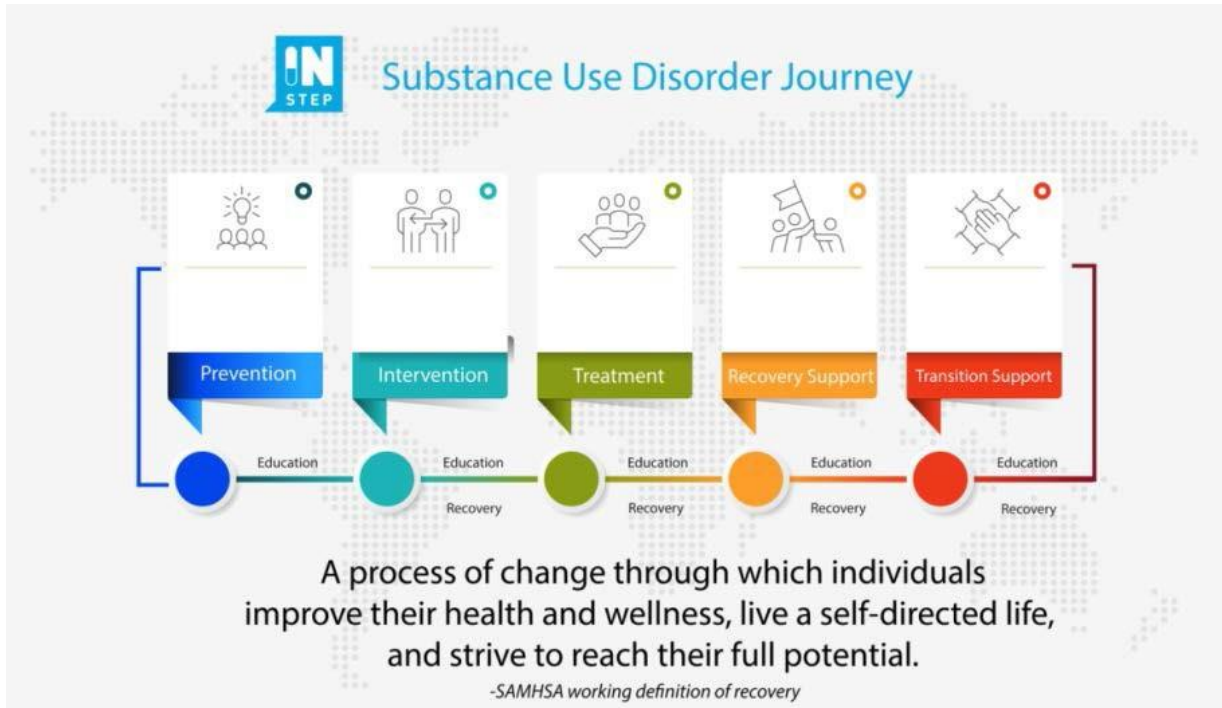 IN
STEP
Substance Use Disorder Journey
Prevention
Intervention
Treatment
Recovery Support
Transition Support
Education
Education
Education
Education
Education
Recovery
Recovery
Recovery
Recovery
A process of change through which individuals
improve their health and wellness, live a self-directed life,
and strive to reach their full potential.
-SAMHSA working definition of recovery